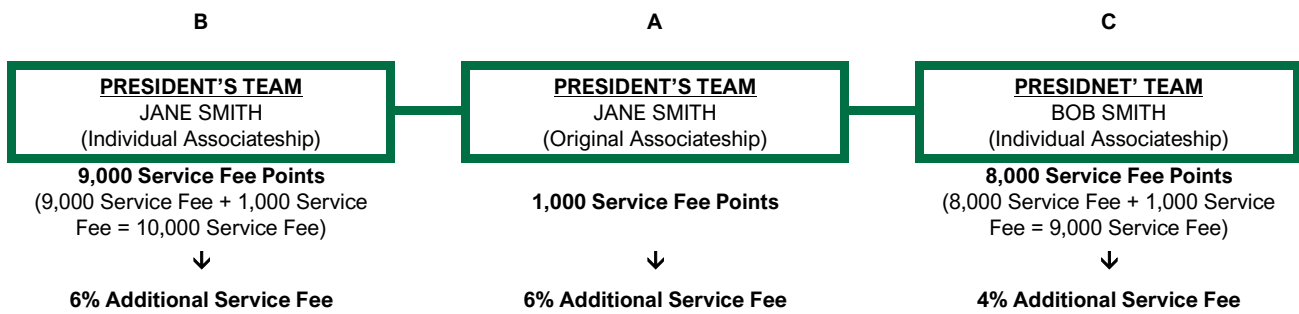 B
PRESIDENT'S TEAM
JANE SMITH
(Individual Associateship)
9,000 Service Fee Points
(9,000 Service Fee + 1,000 Service
Fee = 10,000 Service Fee)
6% Additional Service Fee
A
PRESIDENT'S TEAM
JANE SMITH
(Original Associateship)
1,000 Service Fee Points
6% Additional Service Fee
C
PRESIDNET' TEAM
BOB SMITH
(Individual Associateship)
8,000 Service Fee Points
(8,000 Service Fee + 1,000 Service
Fee = 9,000 Service Fee)
4% Additional Service Fee